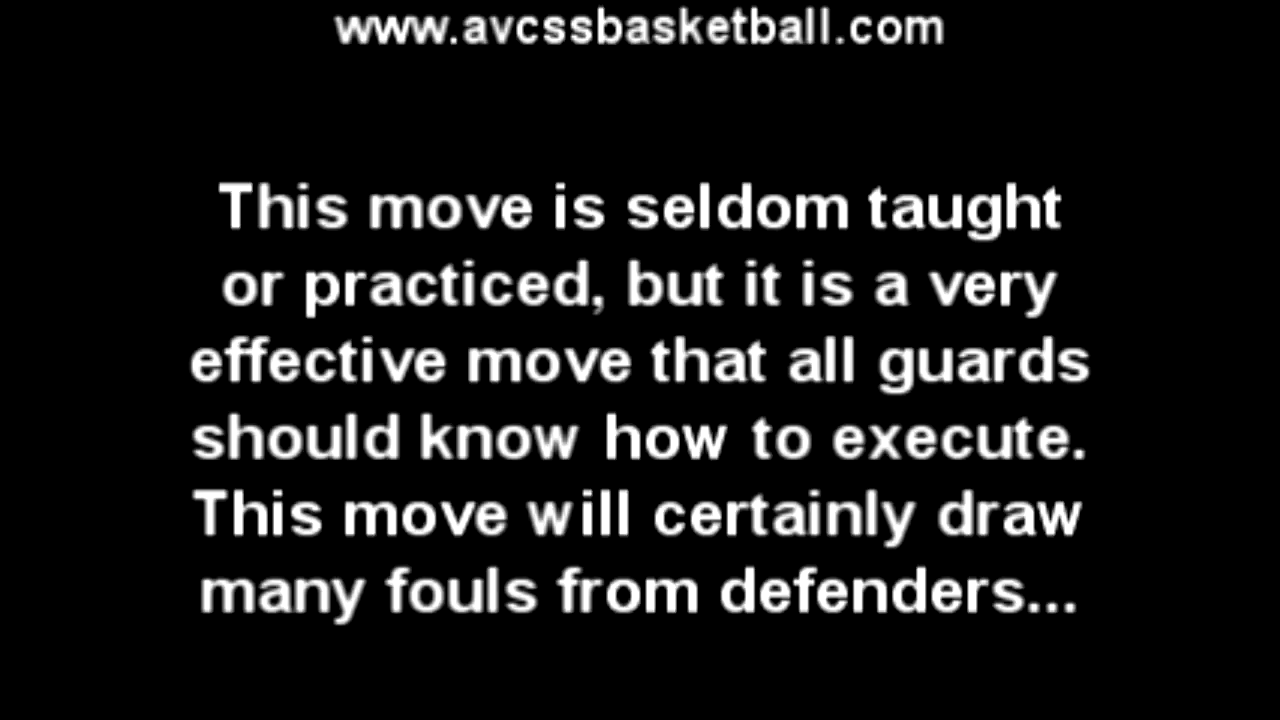 www.avcssbasketball.com
This move is seldom taught
or practiced, but it is a very
effective move that all guards
should know how to execute.
This move will certainly draw
many fouls from defenders...